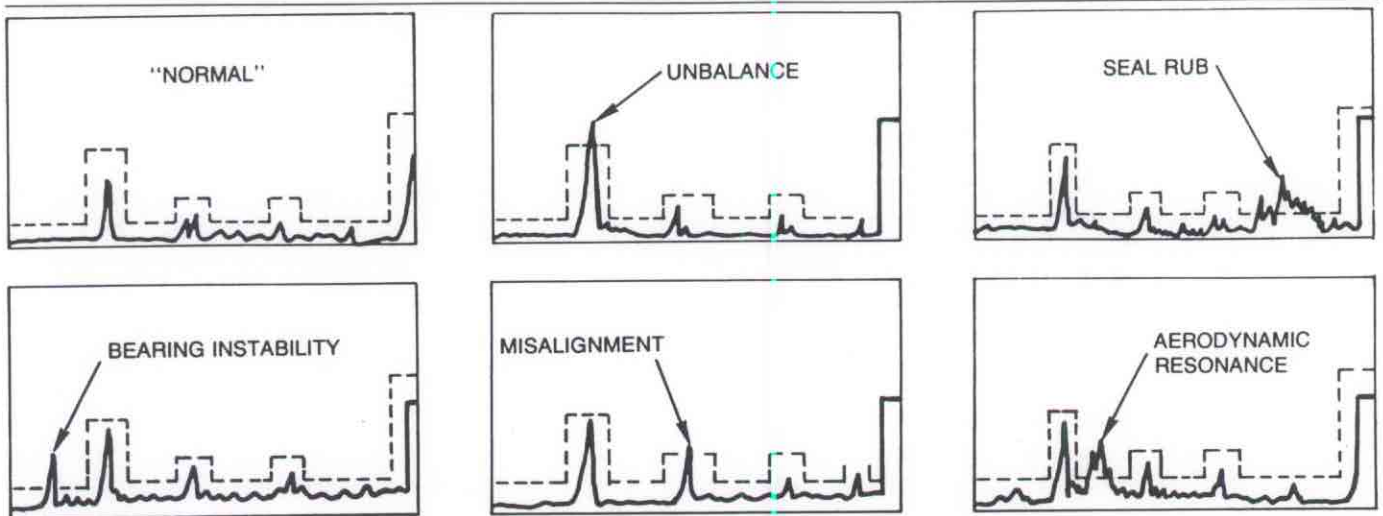 "NORMAL"
UNBALANCE
SEAL RUB
BEARING INSTABILITY
MISALIGNMENT
AERODYNAMIC
RESONANCE